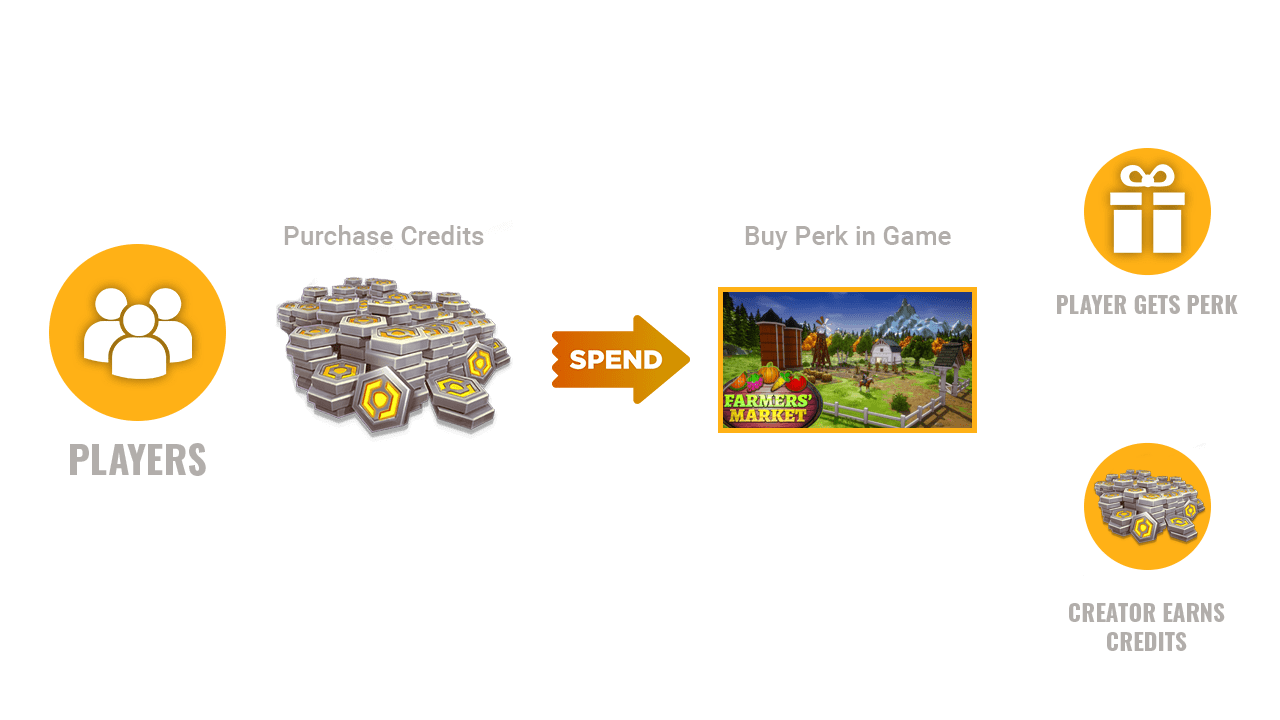 Purchase Credits
Buy Perk in Game
PLAYER GETS PERK
SPEND
FARMERS'
MARKET
PLAYERS
CREATOR EARNS
CREDITS